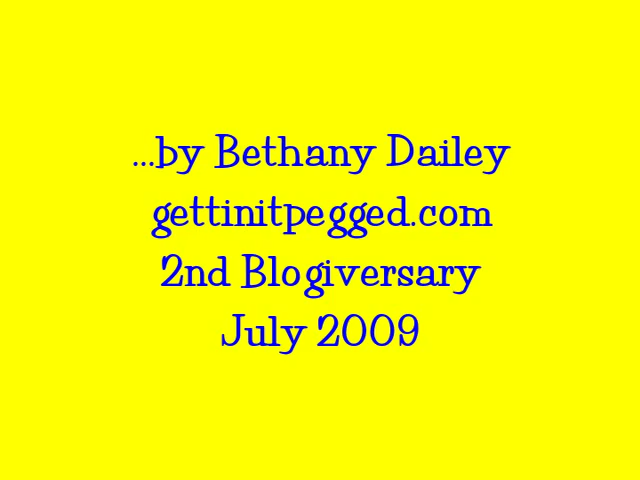 ...by Bethany Dailey
gettinitpegged.com
2nd Blogiversary
July 2009